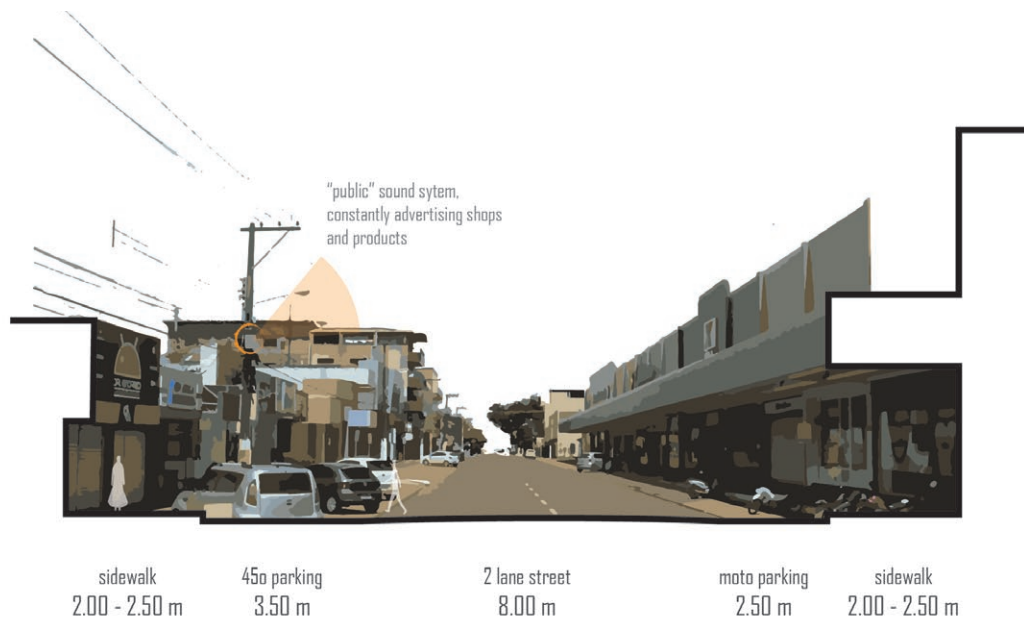 "public" sound sytem,
constantly advertising shops
and products
sidewalk
2.00 - 2.50 m
45o parking
3.50 m
2 lane street
8.00 m
moto parking
2.50 m
sidewalk
2.00 - 2.50 m